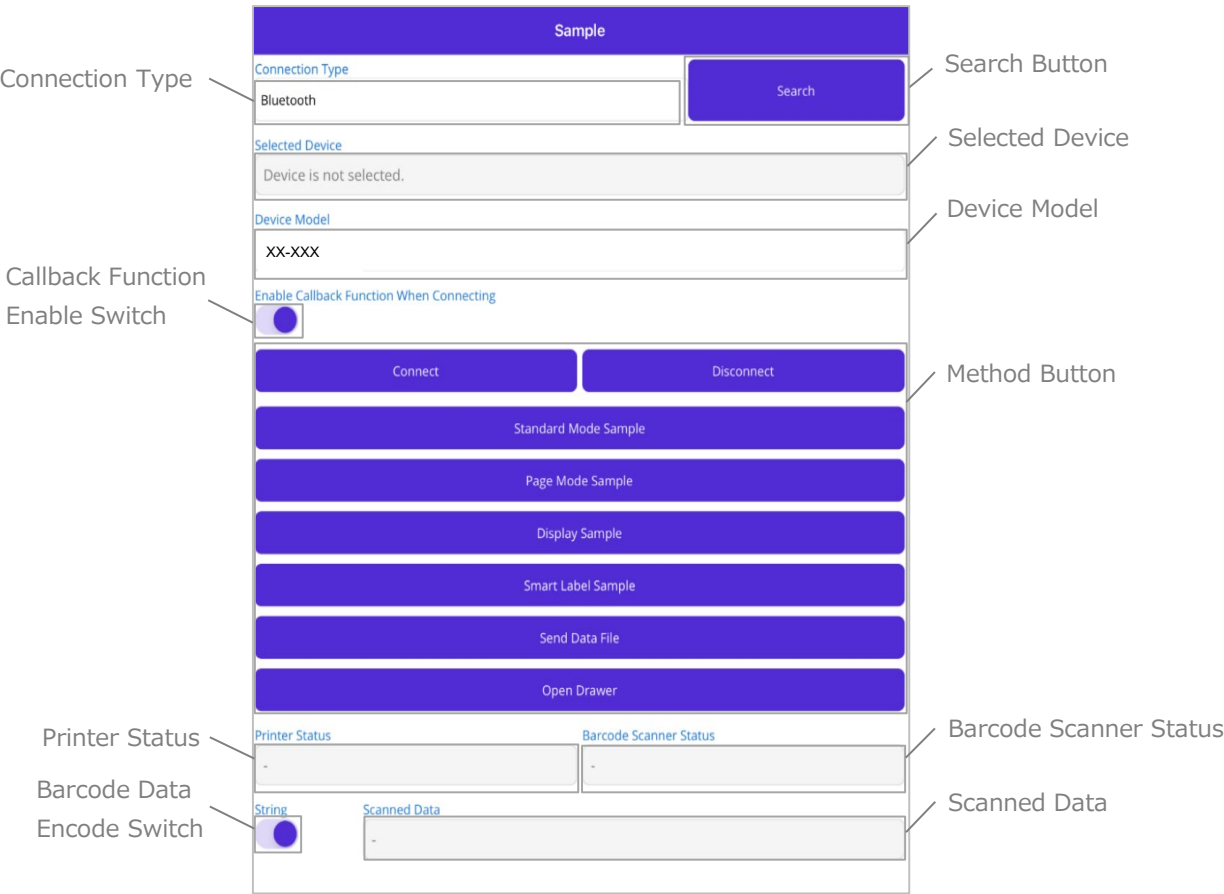 Sample
Connection Type
Connection Type
Bluetooth
Search
Search Button
Selected Device
Device is not selected.
Selected Device
Device Model
XX-XXX
Device Model
Callback Function
Enable Switch
Enable Callback Function When Connecting
Connect
Disconnect
Method Button
Standard Mode Sample
Page Mode Sample
Display Sample
Smart Label Sample
Send Data File
Open Drawer
Printer Status
Printer Status
-
Barcode Scanner Status
-
Barcode Scanner Status
Barcode Data
Encode Switch
String
Scanned Data
-
Scanned Data